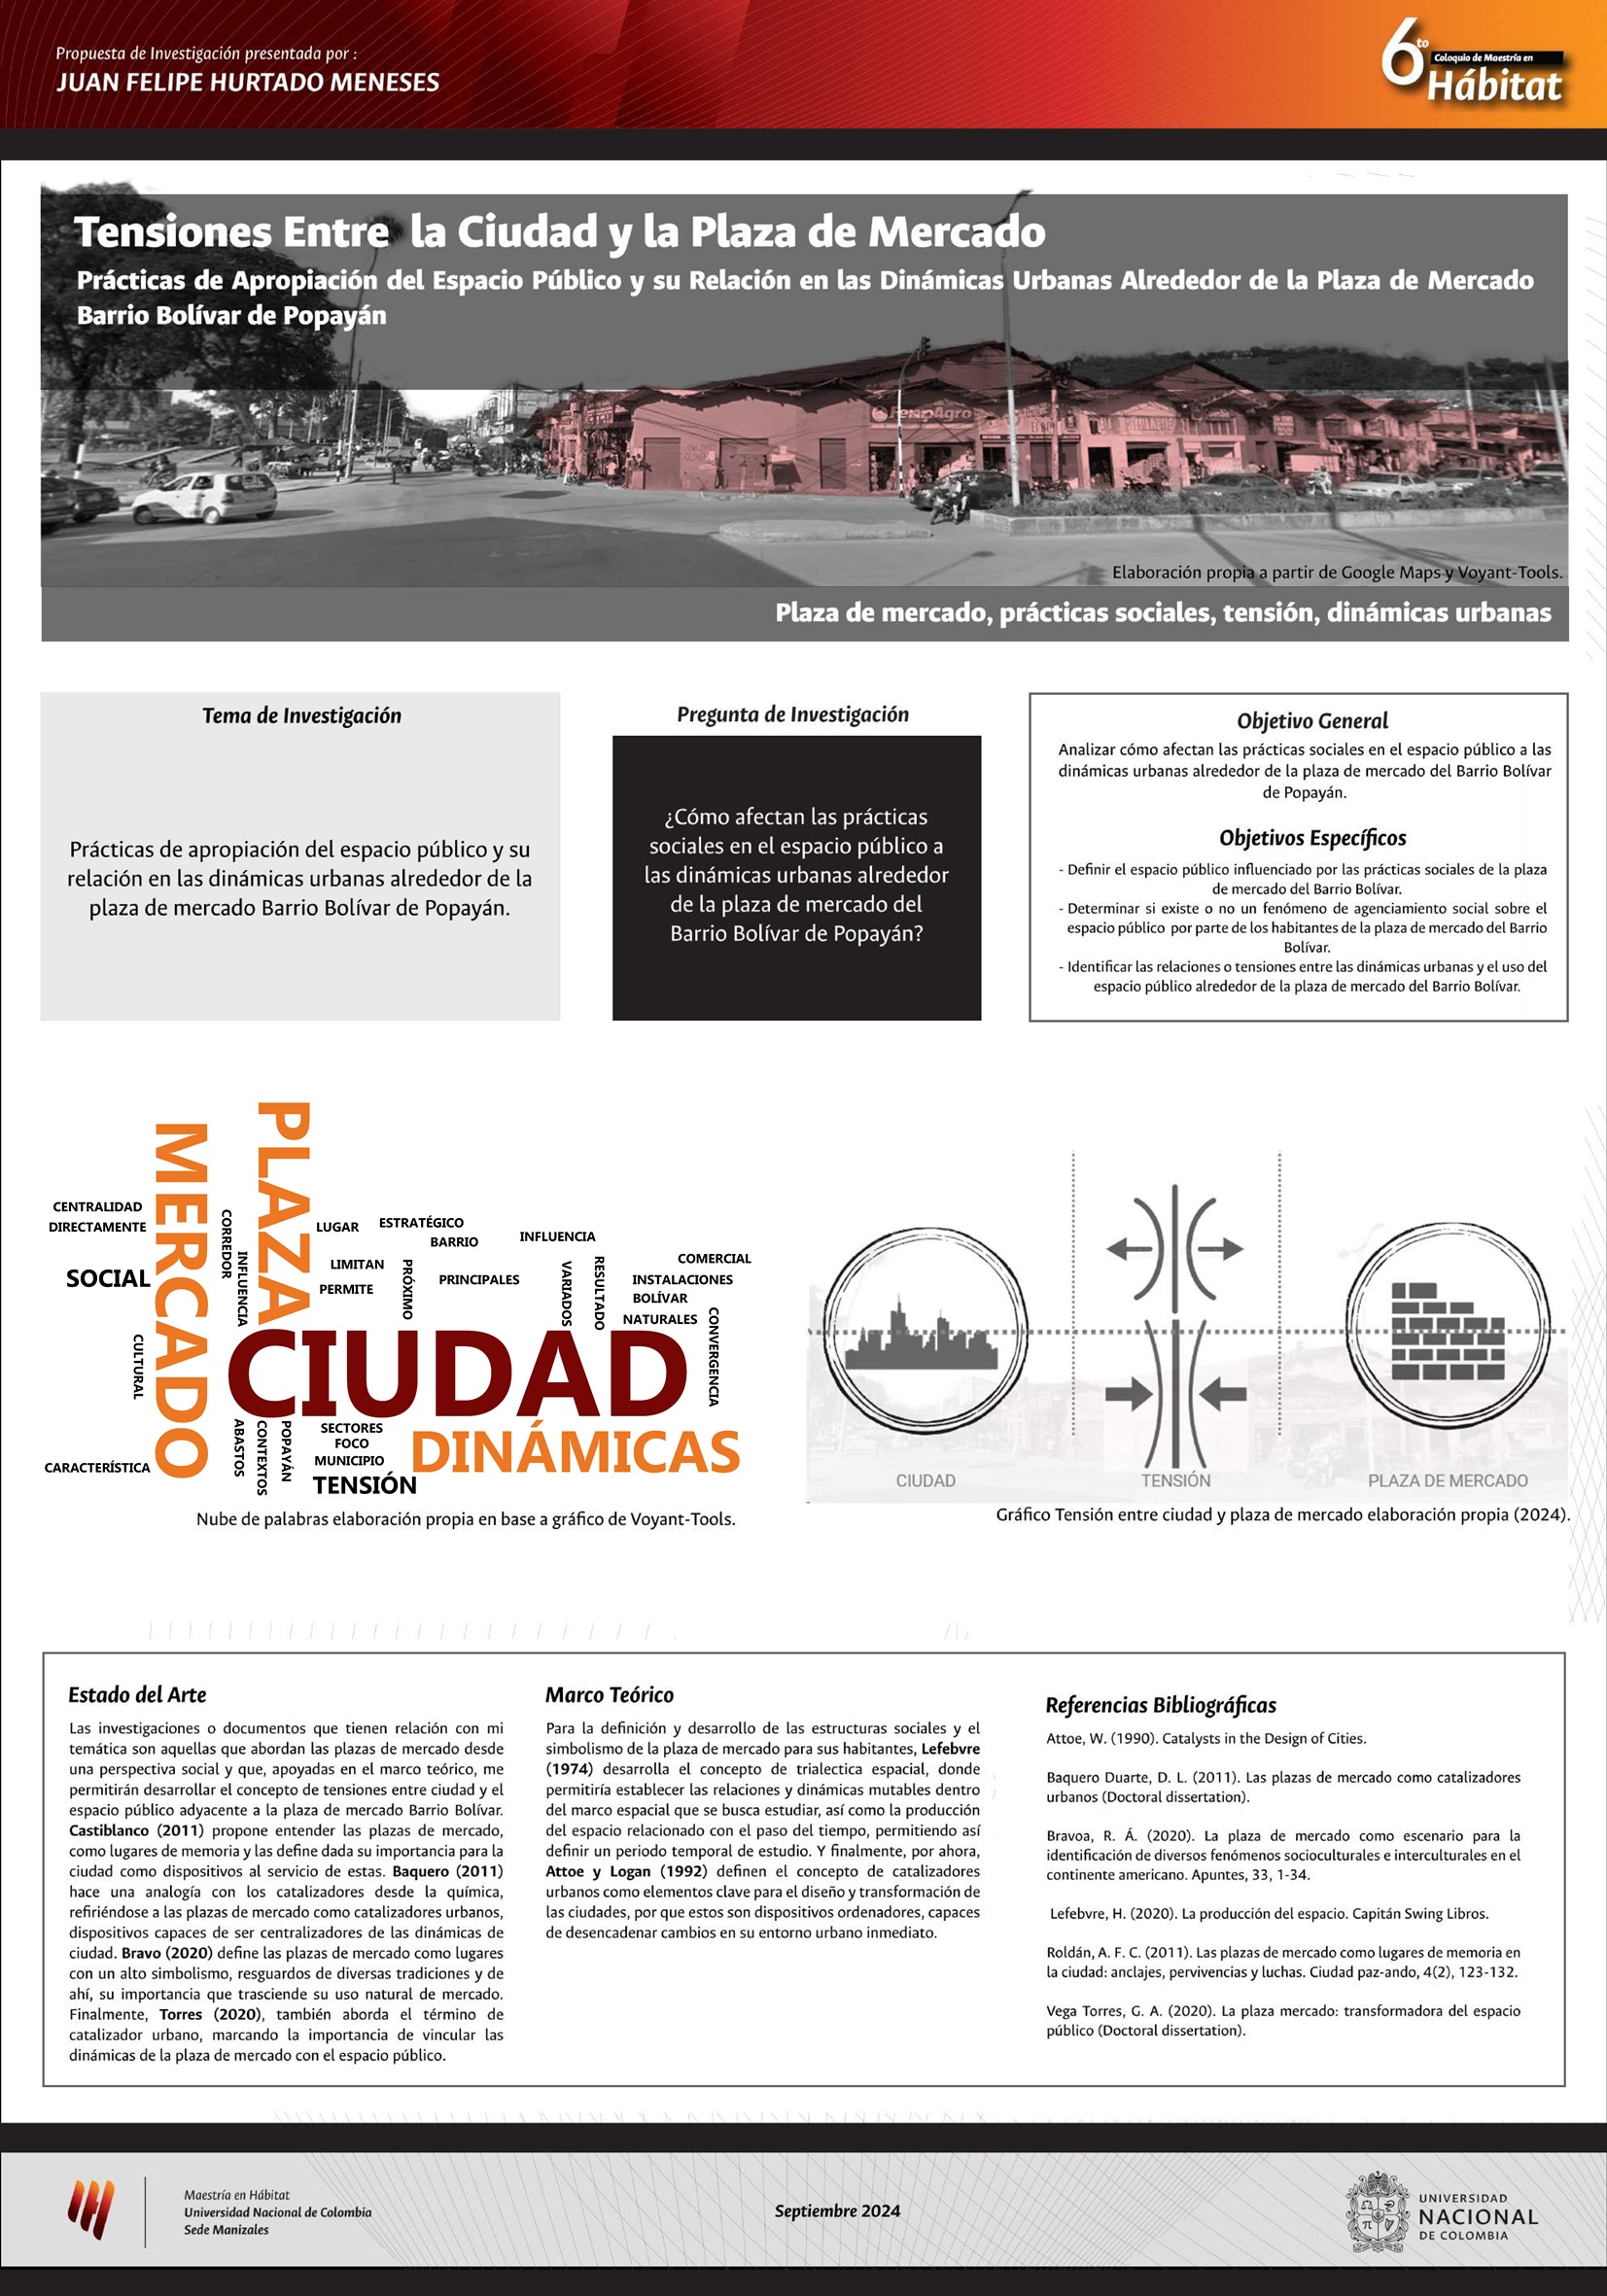 Propuesta de Investigación presentada por :
JUAN FELIPE HURTADO MENESES
6to
Coloquio de Maestría en
Hábitat
Tensiones Entre la Ciudad y la Plaza de Mercado
Prácticas de Apropiación del Espacio Público y su Relación en las Dinámicas Urbanas Alrededor de la Plaza de Mercado
Barrio Bolívar de Popayán
FenpAgro
Elaboración propia a partir de Google Maps y Voyant-Tools.
Plaza de mercado, prácticas sociales, tensión, dinámicas urbanas
Tema de Investigación
Prácticas de apropiación del espacio público y su
relación en las dinámicas urbanas alrededor de la
plaza de mercado Barrio Bolívar de Popayán.
Pregunta de Investigación
¿Cómo afectan las prácticas
sociales en el espacio público a
las dinámicas urbanas alrededor
de la plaza de mercado del
Barrio Bolívar de Popayán?
Objetivo General
Analizar cómo afectan las prácticas sociales en el espacio público a las
dinámicas urbanas alrededor de la plaza de mercado del Barrio Bolívar
de Popayán.
Objetivos Específicos
- Definir el espacio público influenciado por las prácticas sociales de la plaza
de mercado del Barrio Bolívar.
- Determinar si existe o no un fenómeno de agenciamiento social sobre el
espacio público por parte de los habitantes de la plaza de mercado del Barrio
Bolívar.
- Identificar las relaciones o tensiones entre las dinámicas urbanas y el uso del
espacio público alrededor de la plaza de mercado del Barrio Bolívar.
PLAZA
MERCADO
CENTRALIDAD
DIRECTAMENTE
CORREDOR
INFLUENCIA
LUGAR
ESTRATÉGICO
BARRIO
INFLUENCIA
COMERCIAL
SOCIAL
LIMITAN
PERMITE
PRÓXIMO
PRINCIPALES
VARIADOS
RESULTADO
INSTALACIONES
BOLÍVAR
NATURALES
CONVERGENCIA
CULTURAL
CIUDAD
ABASTOS
CONTEXTOS
POPAYÁN
SECTORES
FOCO
MUNICIPIO
DINÁMICAS
CARACTERÍSTICA
TENSIÓN
Nube de palabras elaboración propia en base a gráfico de Voyant-Tools.
CIUDAD
TENSIÓN
PLAZA DE MERCADO
Gráfico Tensión entre ciudad y plaza de mercado elaboración propia (2024).
Estado del Arte
Las investigaciones o documentos que tienen relación con mi
temática son aquellas que abordan las plazas de mercado desde
una perspectiva social y que, apoyadas en el marco teórico, me
permitirán desarrollar el concepto de tensiones entre ciudad y el
espacio público adyacente a la plaza de mercado Barrio Bolívar.
Castiblanco (2011) propone entender las plazas de mercado,
como lugares de memoria y las define dada su importancia para la
ciudad como dispositivos al servicio de estas. Baquero (2011)
hace una analogía con los catalizadores desde la química,
refiriéndose a las plazas de mercado como catalizadores urbanos,
dispositivos capaces de ser centralizadores de las dinámicas de
ciudad. Bravo (2020) define las plazas de mercado como lugares
con un alto simbolismo, resguardos de diversas tradiciones y de
ahí, su importancia que trasciende su uso natural de mercado.
Finalmente, Torres (2020), también aborda el término de
catalizador urbano, marcando la importancia de vincular las
dinámicas de la plaza de mercado con el espacio público.
Marco Teórico
Para la definición y desarrollo de las estructuras sociales y el
simbolismo de la plaza de mercado para sus habitantes, Lefebvre
(1974) desarrolla el concepto de trialectica espacial, donde
permitiría establecer las relaciones y dinámicas mutables dentro
del marco espacial que se busca estudiar, así como la producción
del espacio relacionado con el paso del tiempo, permitiendo así
definir un periodo temporal de estudio. Y finalmente, por ahora,
Attoe y Logan (1992) definen el concepto de catalizadores
urbanos como elementos clave para el diseño y transformación de
las ciudades, por que estos son dispositivos ordenadores, capaces
de desencadenar cambios en su entorno urbano inmediato.
Referencias Bibliográficas
Attoe, W. (1990). Catalysts in the Design of Cities.
Baquero Duarte, D. L. (2011). Las plazas de mercado como catalizadores
urbanos (Doctoral dissertation).
Bravoa, R. Á. (2020). La plaza de mercado como escenario para la
identificación de diversos fenómenos socioculturales e interculturales en el
continente americano. Apuntes, 33, 1-34.
Lefebvre, H. (2020). La producción del espacio. Capitán Swing Libros.
Roldán, A. F. C. (2011). Las plazas de mercado como lugares de memoria en
la ciudad: anclajes, pervivencias y luchas. Ciudad paz-ando, 4(2), 123-132.
Vega Torres, G. A. (2020). La plaza mercado: transformadora del espacio
público (Doctoral dissertation).
Maestría en Hábitat
Universidad Nacional de Colombia
Sede Manizales
Septiembre 2024
UNIVERSIDAD
NACIONAL
DE COLOMBIA